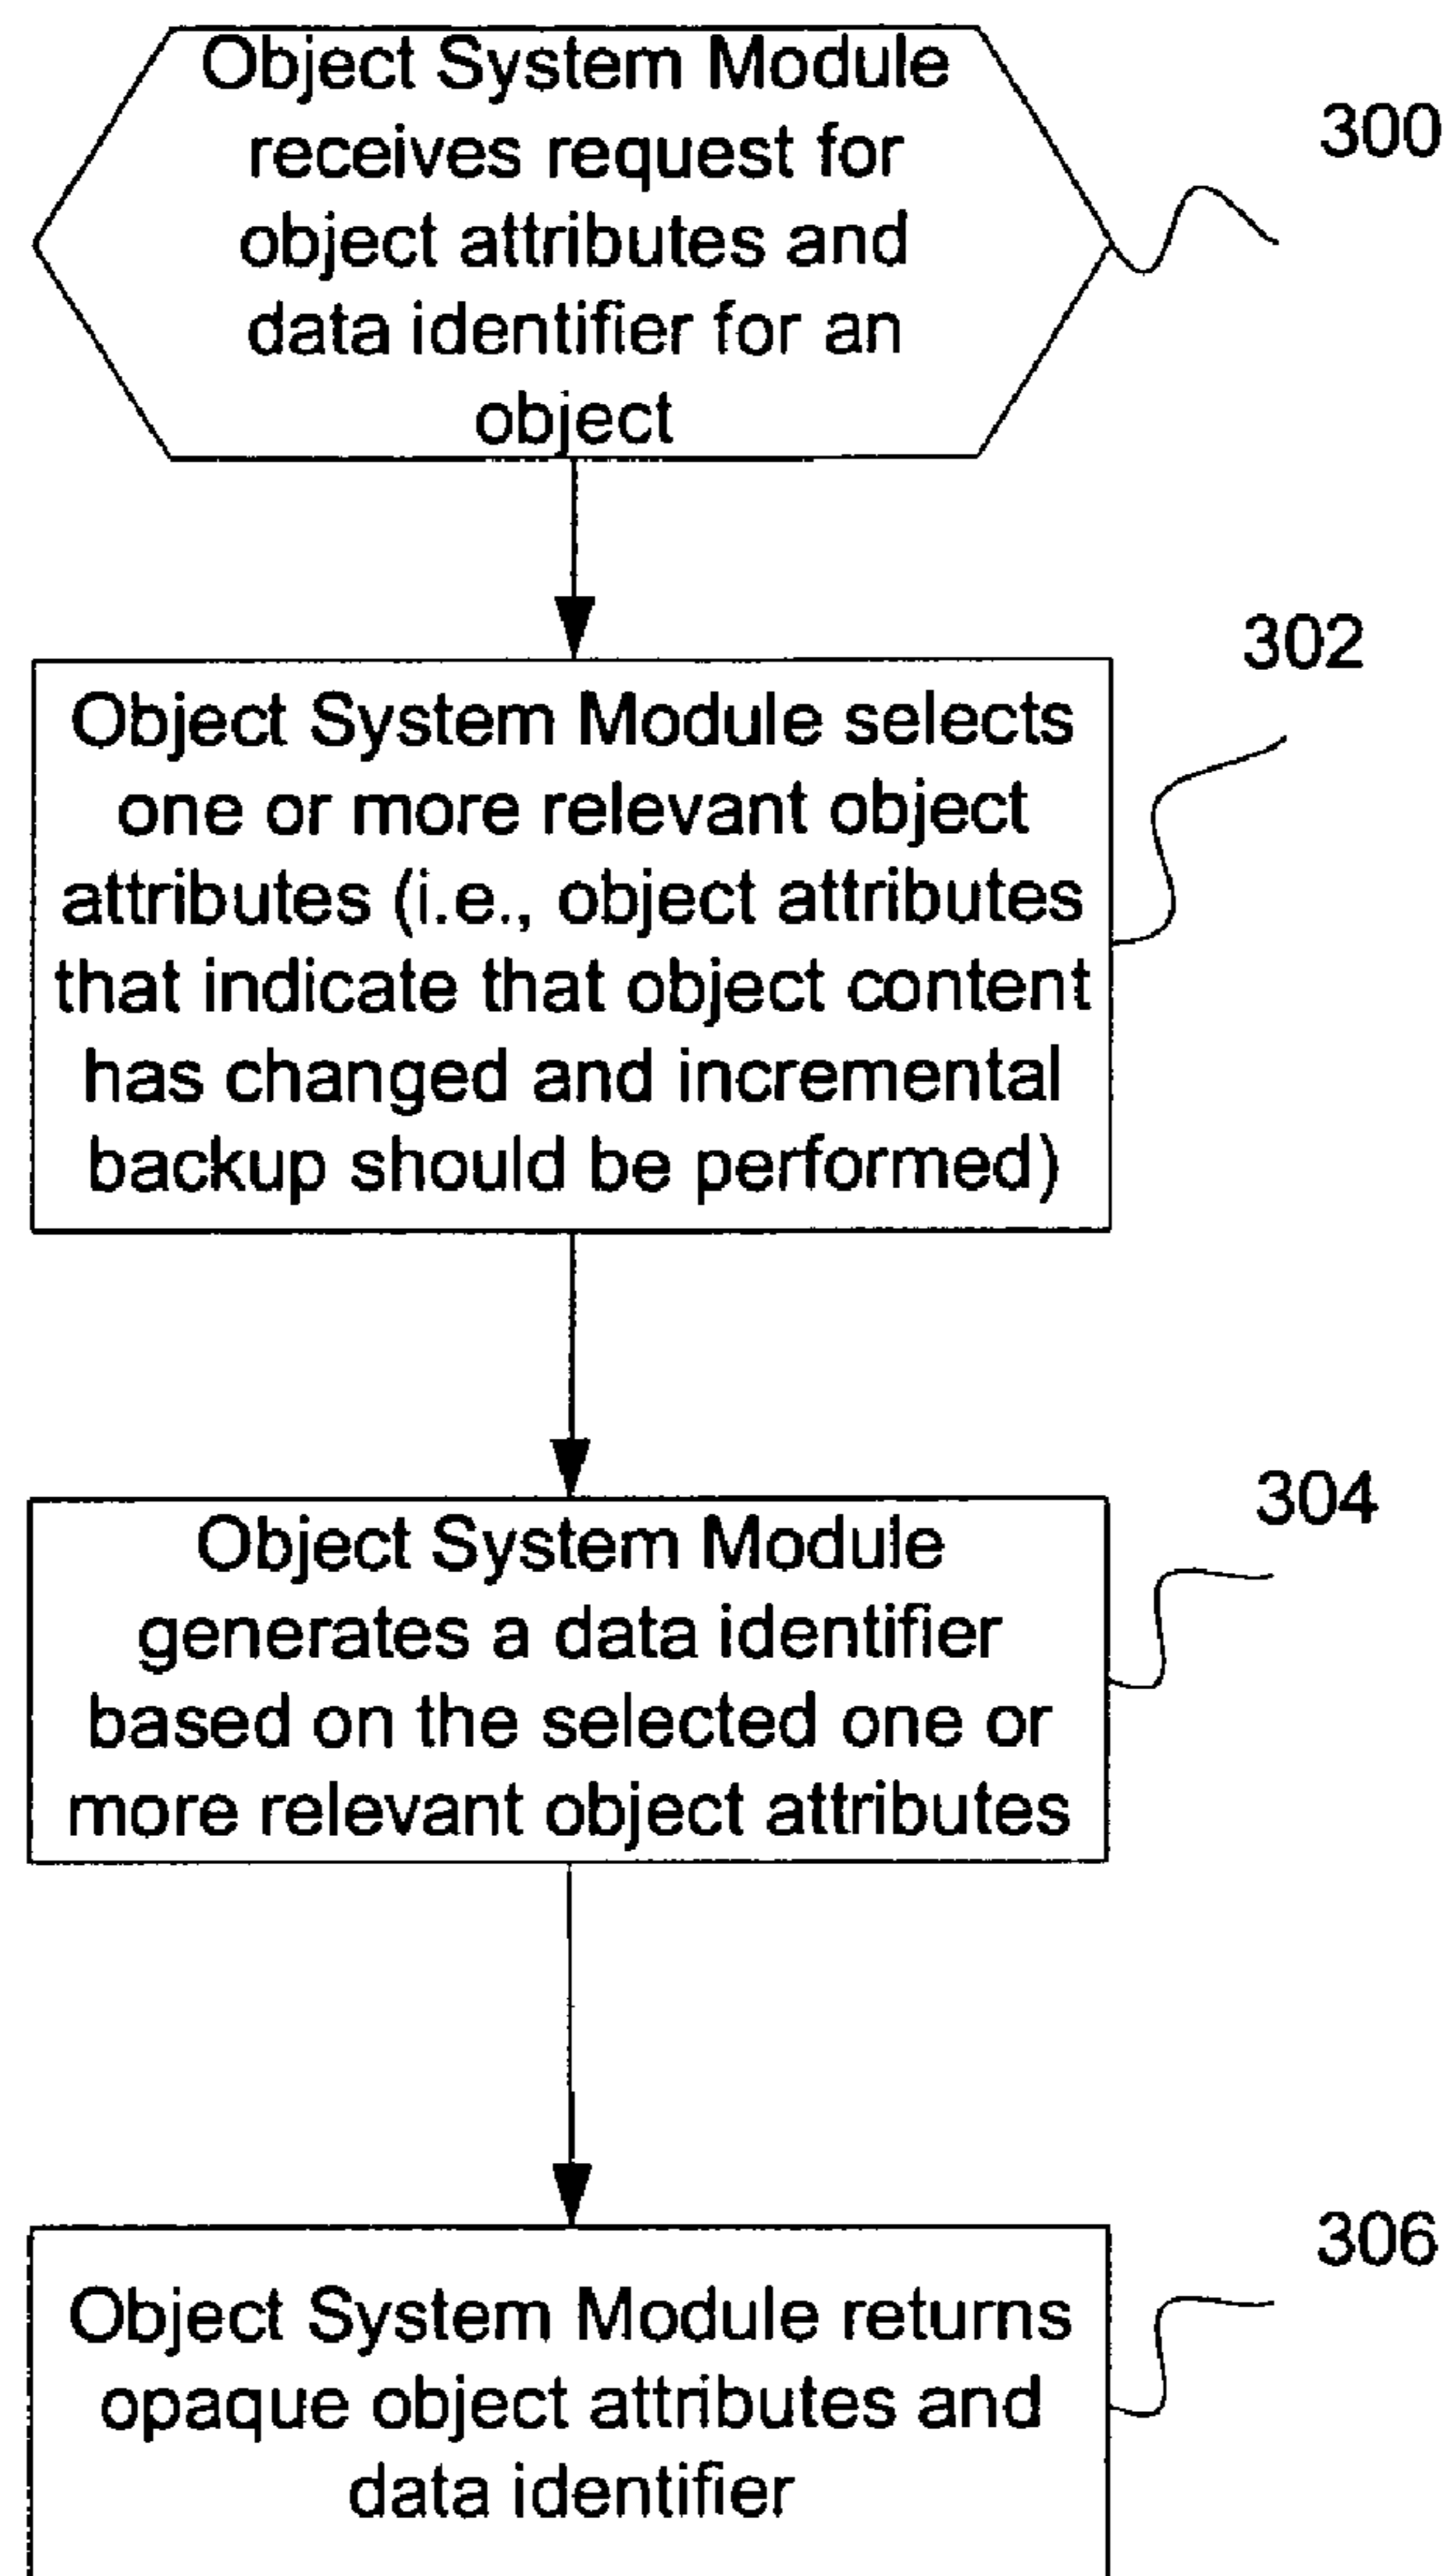 Object System Module
receives request for
object attributes and
data identifier for an
object
300
302
Object System Module selects
one or more relevant object
attributes (i.e., object attributes
that indicate that object content
has changed and incremental
backup should be performed)
304
Object System Module
generates a data identifier
based on the selected one or
more relevant object attributes
306
Object System Module returns
opaque object attributes and
data identifier